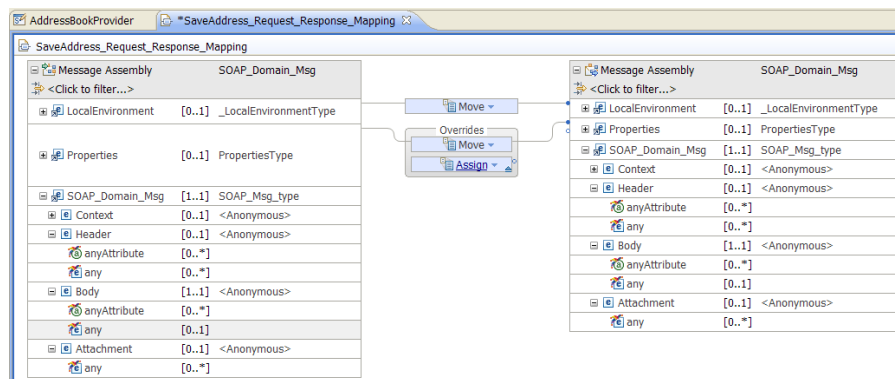 AddressBookProvider *SaveAddress_Request_Response_Mapping
SaveAddress_Request_Response_Mapping
Message Assembly SOAP_Domain_Msg
<Click to filter...>
LocalEnvironment [0..1] _LocalEnvironmentType
Properties [0..1] PropertiesType
SOAP_Domain_Msg [1..1] SOAP_Msg_type
Context [0..1] <Anonymous>
Header [0..1] <Anonymous>
anyAttribute [0..*]
any [0..*]
Body [1..1] <Anonymous>
anyAttribute [0..*]
any [0..1]
Attachment [0..1] <Anonymous>
any [0..*]
Move
Overrides
Move
Assign
Message Assembly SOAP_Domain_Msg
<Click to filter...>
LocalEnvironment [0..1] _LocalEnvironmentType
Properties [0..1] PropertiesType
SOAP_Domain_Msg [1..1] SOAP_Msg_type
Context [0..1] <Anonymous>
Header [0..1] <Anonymous>
anyAttribute [0..*]
any [0..*]
Body [1..1] <Anonymous>
anyAttribute [0..*]
any [0..1]
Attachment [0..1] <Anonymous>
any [0..*]